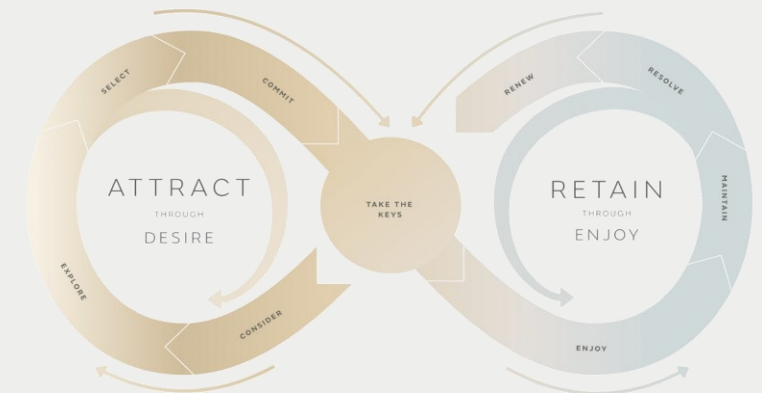 SELECT
COMMIT
ATTRACT
THROUGH
DESIRE
EXPLORE
CONSIDER
TAKE THE
KEYS
RENEW
RESOLVE
RETAIN
THROUGH
ENJOY
MAINTAIN
ENJOY